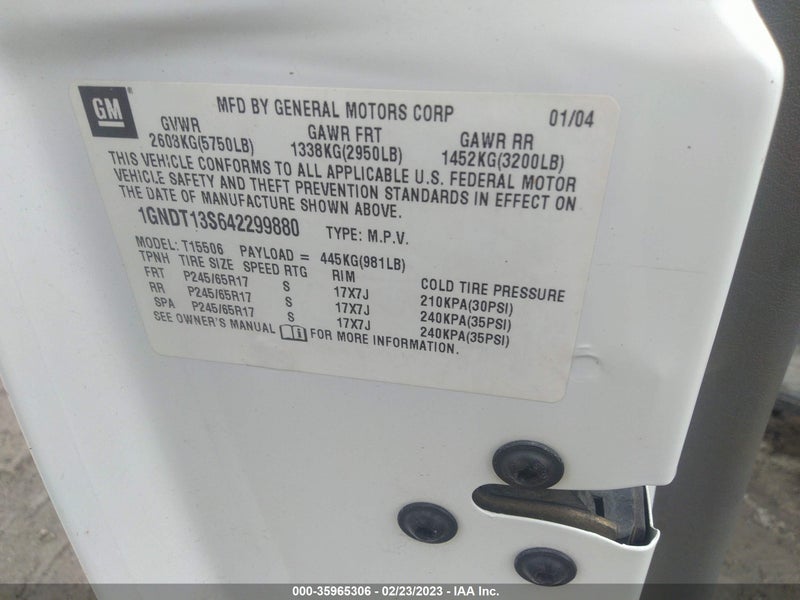 GM
MFD BY GENERAL MOTORS CORP 01/04
GVWR GAWR FRT GAWR RR
2608KG(5750LB) 1338KG(2950LB) 1452KG(3200LB)
THIS VEHICLE CONFORMS TO ALL APPLICABLE U.S. FEDERAL MOTOR
VEHICLE SAFETY AND THEFT PREVENTION STANDARDS IN EFFECT ON
THE DATE OF MANUFACTURE SHOWN ABOVE.
1GNDT13S642299880 TYPE: M.P.V.
MODEL: T15506 PAYLOAD = 445KG(981LB)
TPNH TIRE SIZE SPEED RTG RIM COLD TIRE PRESSURE
FRT P245/65R17 S 17X7J 210KPA(30PSI)
RR P245/65R17 S 17X7J 240KPA(35PSI)
SPA P245/65R17 S 17X7J 240KPA(35PSI)
SEE OWNER'S MANUAL FOR MORE INFORMATION.
000-35965306 - 02/23/2023 - IAA Inc.